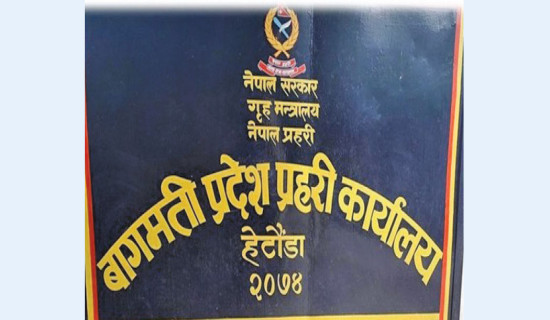 नेपाल सरकार
गृह मन्त्रालय
नेपाल प्रहरी
बागमती प्रदेश प्रहरी कार्यालय
हेटौंडा
२०७४